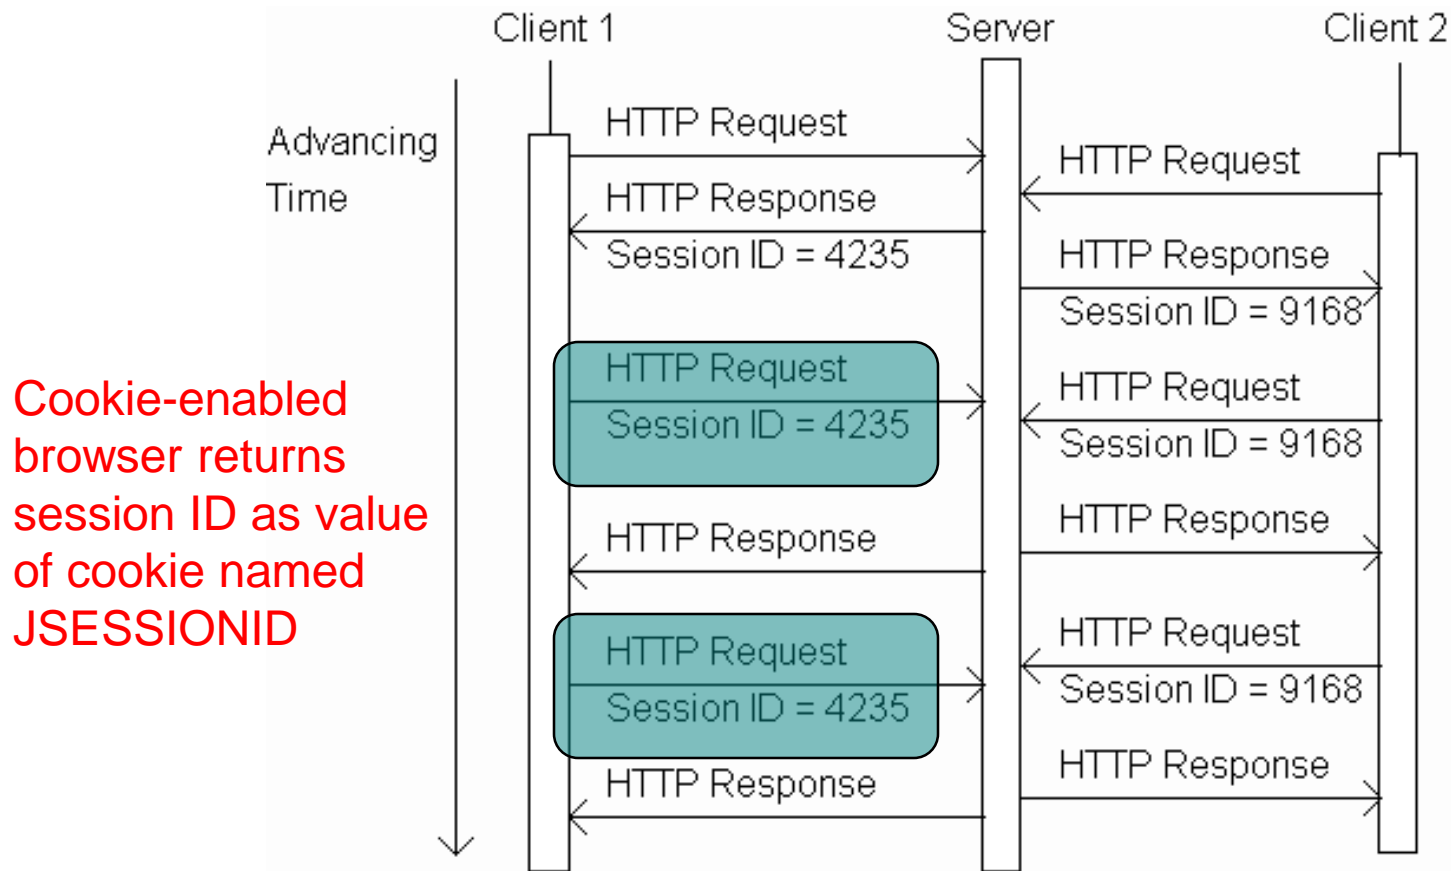 Client 1
Server
Client 2
Advancing
Time
HTTP Request
HTTP Request
HTTP Response
Session ID = 4235
HTTP Response
Session ID = 9168
Cookie-enabled
browser returns
session ID as value
of cookie named
JSESSIONID
HTTP Request
Session ID = 4235
HTTP Request
Session ID = 9168
HTTP Response
HTTP Response
HTTP Request
Session ID = 4235
HTTP Request
Session ID = 9168
HTTP Response
HTTP Response